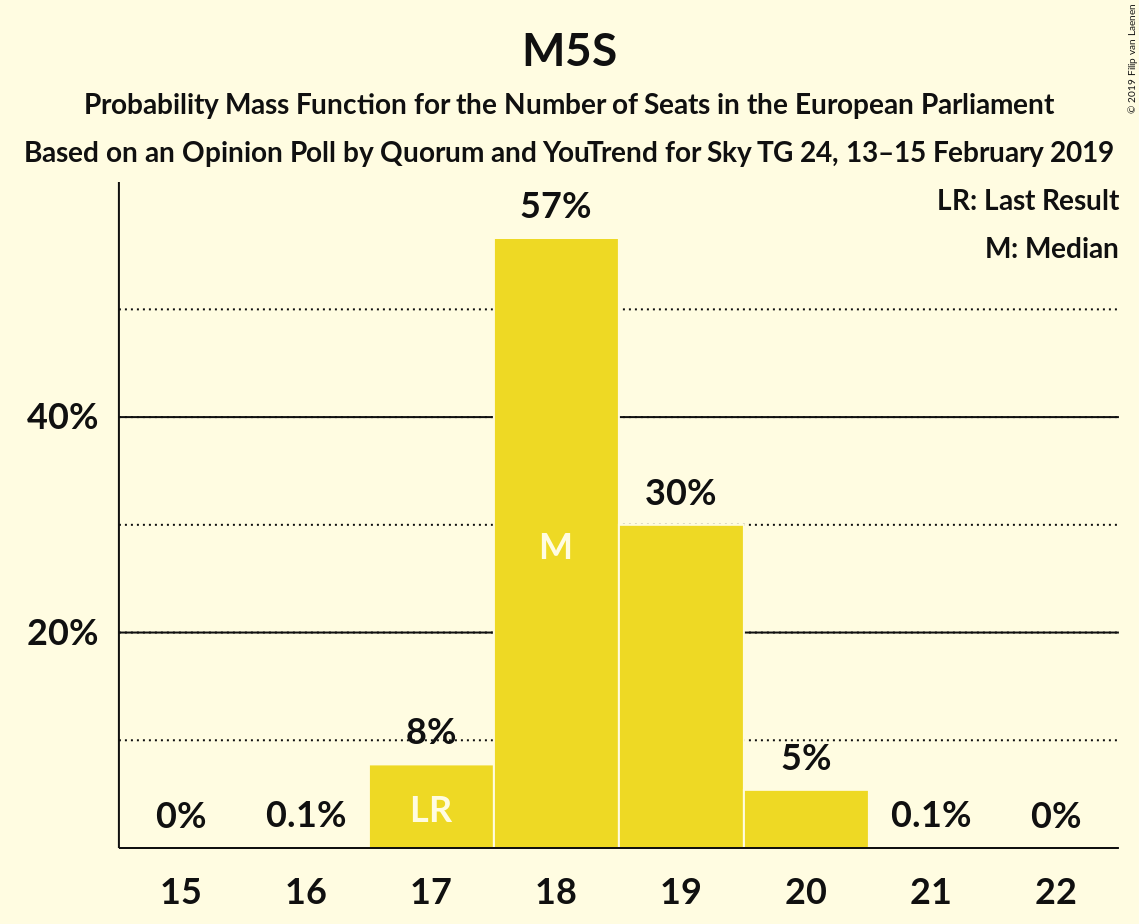 M5S
Probability Mass Function for the Number of Seats in the European Parliament
Based on an Opinion Poll by Quorum and YouTrend for Sky TG 24, 13–15 February 2019
© 2019 Filip van Laenen
LR: Last Result
M: Median
57%
40%
30%
M
20%
8%
5%
LR
0%
0.1%
0.1%
0%
15 16 17 18 19 20 21 22